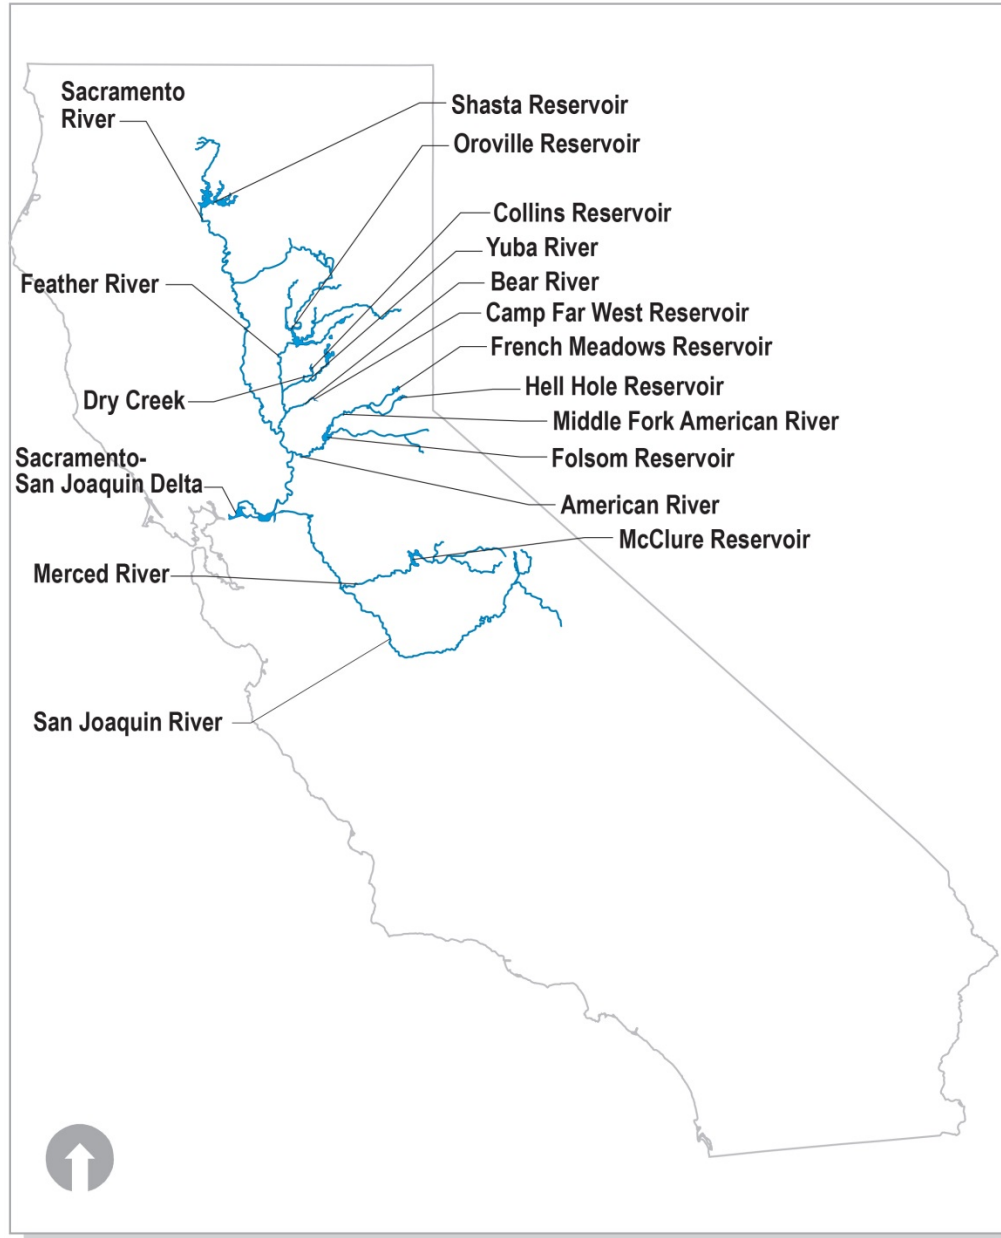 Sacramento
River
Shasta Reservoir
Oroville Reservoir
Collins Reservoir
Yuba River
Feather River
Bear River
Camp Far West Reservoir
French Meadows Reservoir
Hell Hole Reservoir
Dry Creek
Middle Fork American River
Sacramento-
San Joaquin Delta
Folsom Reservoir
American River
McClure Reservoir
Merced River
San Joaquin River